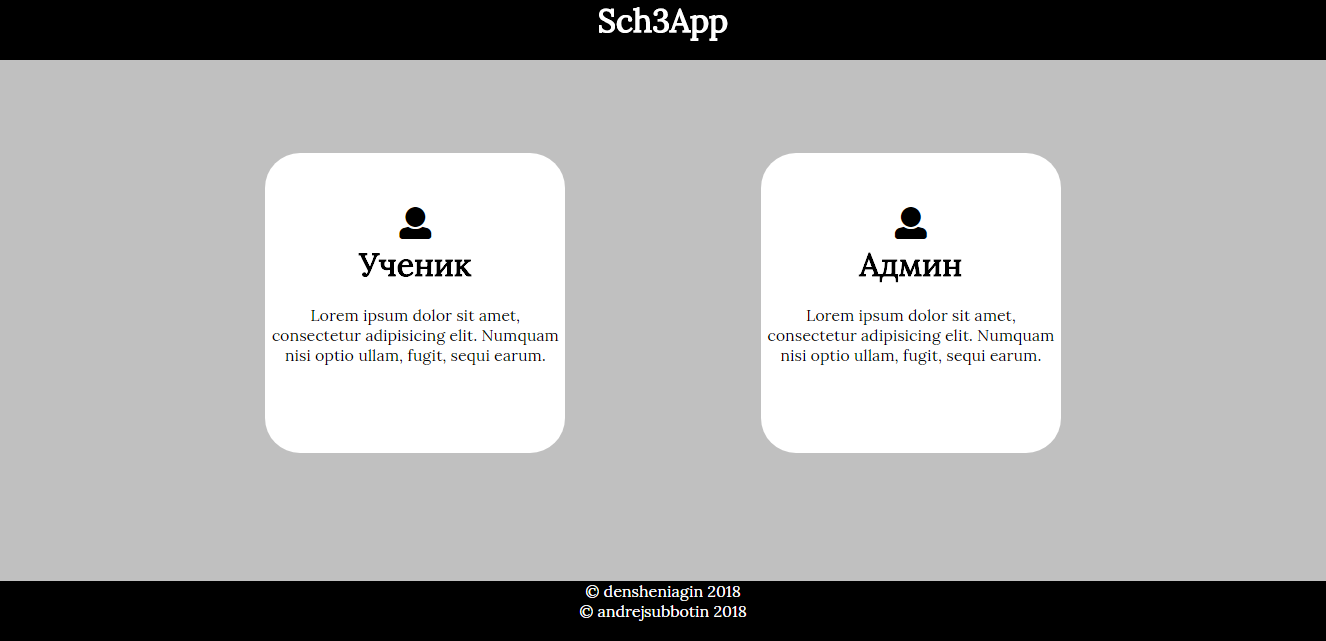 Sch3App
Ученик
Lorem ipsum dolor sit amet,
consectetur adipisicing elit. Numquam
nisi optio ullam, fugit, sequi earum.
Админ
Lorem ipsum dolor sit amet,
consectetur adipisicing elit. Numquam
nisi optio ullam, fugit, sequi earum.
© densheniagin 2018
© andrejsubbotin 2018